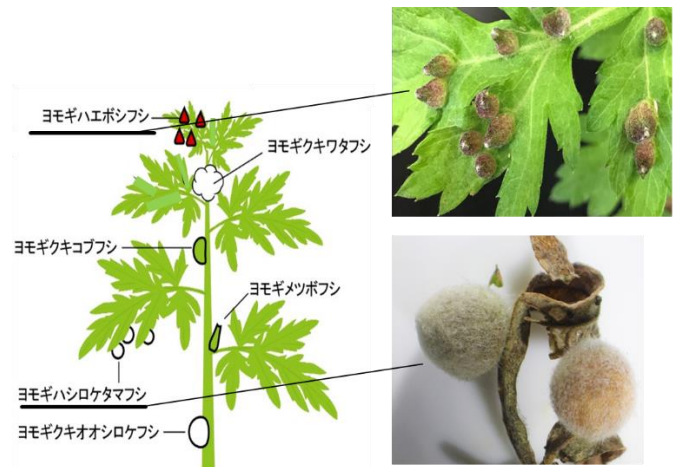 ヨモギハエボシフシ
ヨモギクキワタフシ
ヨモギクキコブフシ
ヨモギメツボフシ
ヨモギハシロケタマフシ
ヨモギクキオオシロケフシ